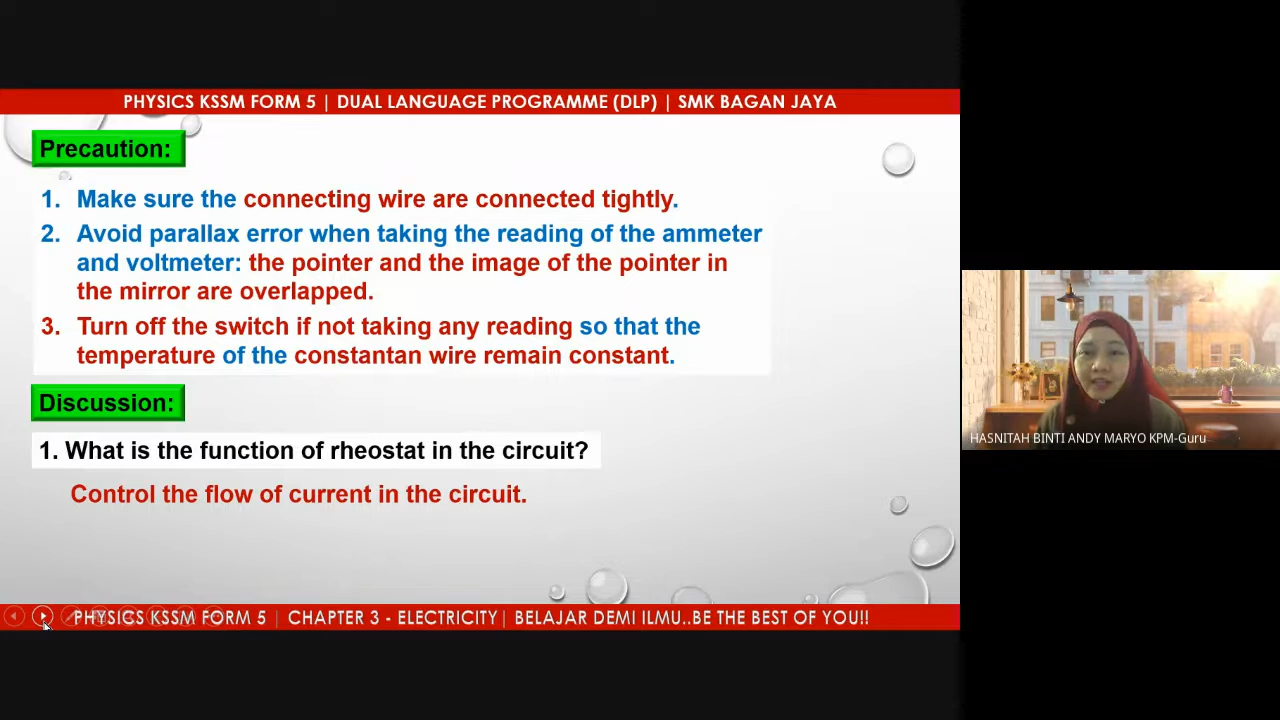 PHYSICS KSSM FORM 5 | DUAL LANGUAGE PROGRAMME (DLP) | SMK BAGAN JAYA
Precaution:
1. Make sure the connecting wire are connected tightly.
2. Avoid parallax error when taking the reading of the ammeter
and voltmeter: the pointer and the image of the pointer in
the mirror are overlapped.
3. Turn off the switch if not taking any reading so that the
temperature of the constantan wire remain constant.
Discussion:
1. What is the function of rheostat in the circuit?
Control the flow of current in the circuit.
HASNITAH BINTI ANDY MARYO KPM-Guru
PHYSICS KSSM FORM 5 | CHAPTER 3 - ELECTRICITY| BELAJAR DEMI ILMU..BE THE BEST OF YOU!!